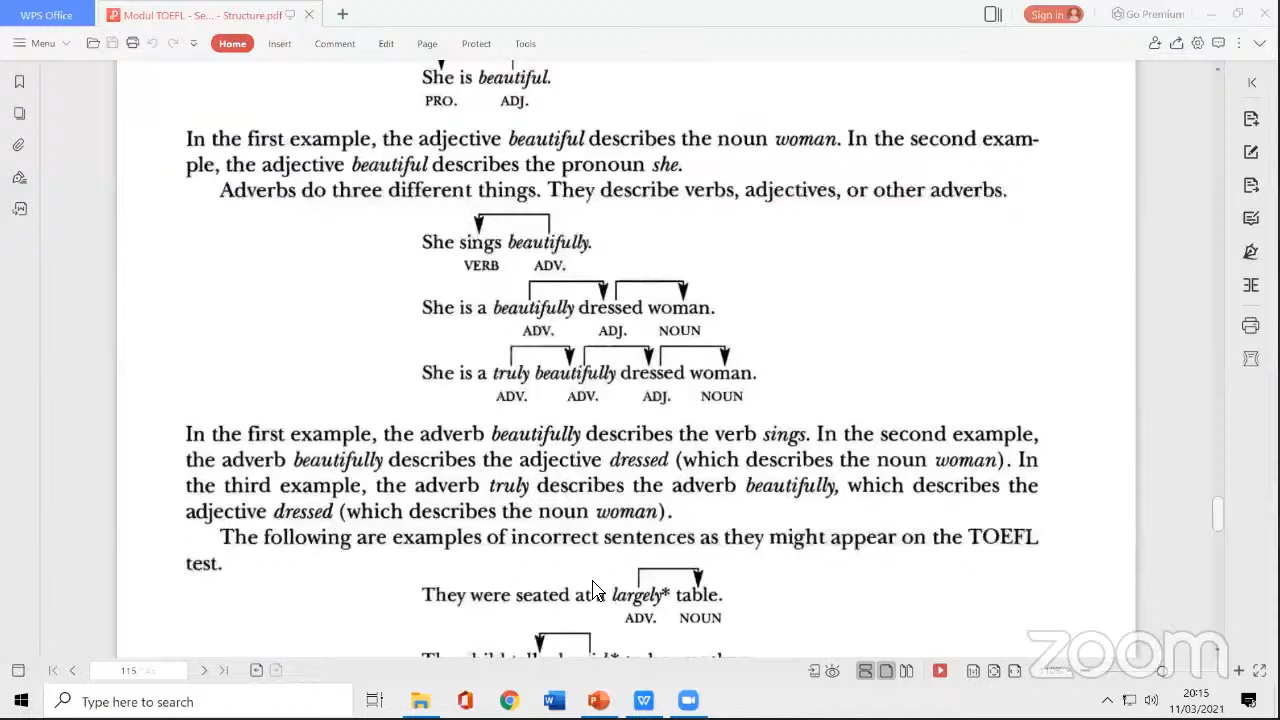 WPS Office
Modul TOEFL - Se... - Structure.pdf
Sign in
Go Premium
Menu
Home
Insert
Comment
Edit
Page
Protect
Tools
She is beautiful.
PRO. ADJ.
In the first example, the adjective beautiful describes the noun woman. In the second exam-
ple, the adjective beautiful describes the pronoun she.
Adverbs do three different things. They describe verbs, adjectives, or other adverbs.
She sings beautifully.
VERB ADV.
She is a beautifully dressed woman.
ADV. ADJ. NOUN
She is a truly beautifully dressed woman.
ADV. ADV. ADJ. NOUN
In the first example, the adverb beautifully describes the verb sings. In the second example,
the adverb beautifully describes the adjective dressed (which describes the noun woman). In
the third example, the adverb truly describes the adverb beautifully, which describes the
adjective dressed (which describes the noun woman).
The following are examples of incorrect sentences as they might appear on the TOEFL
test.
They were seated at largely* table.
ADV. NOUN
zoom
115
Type here to search
20:15
11/03/2021